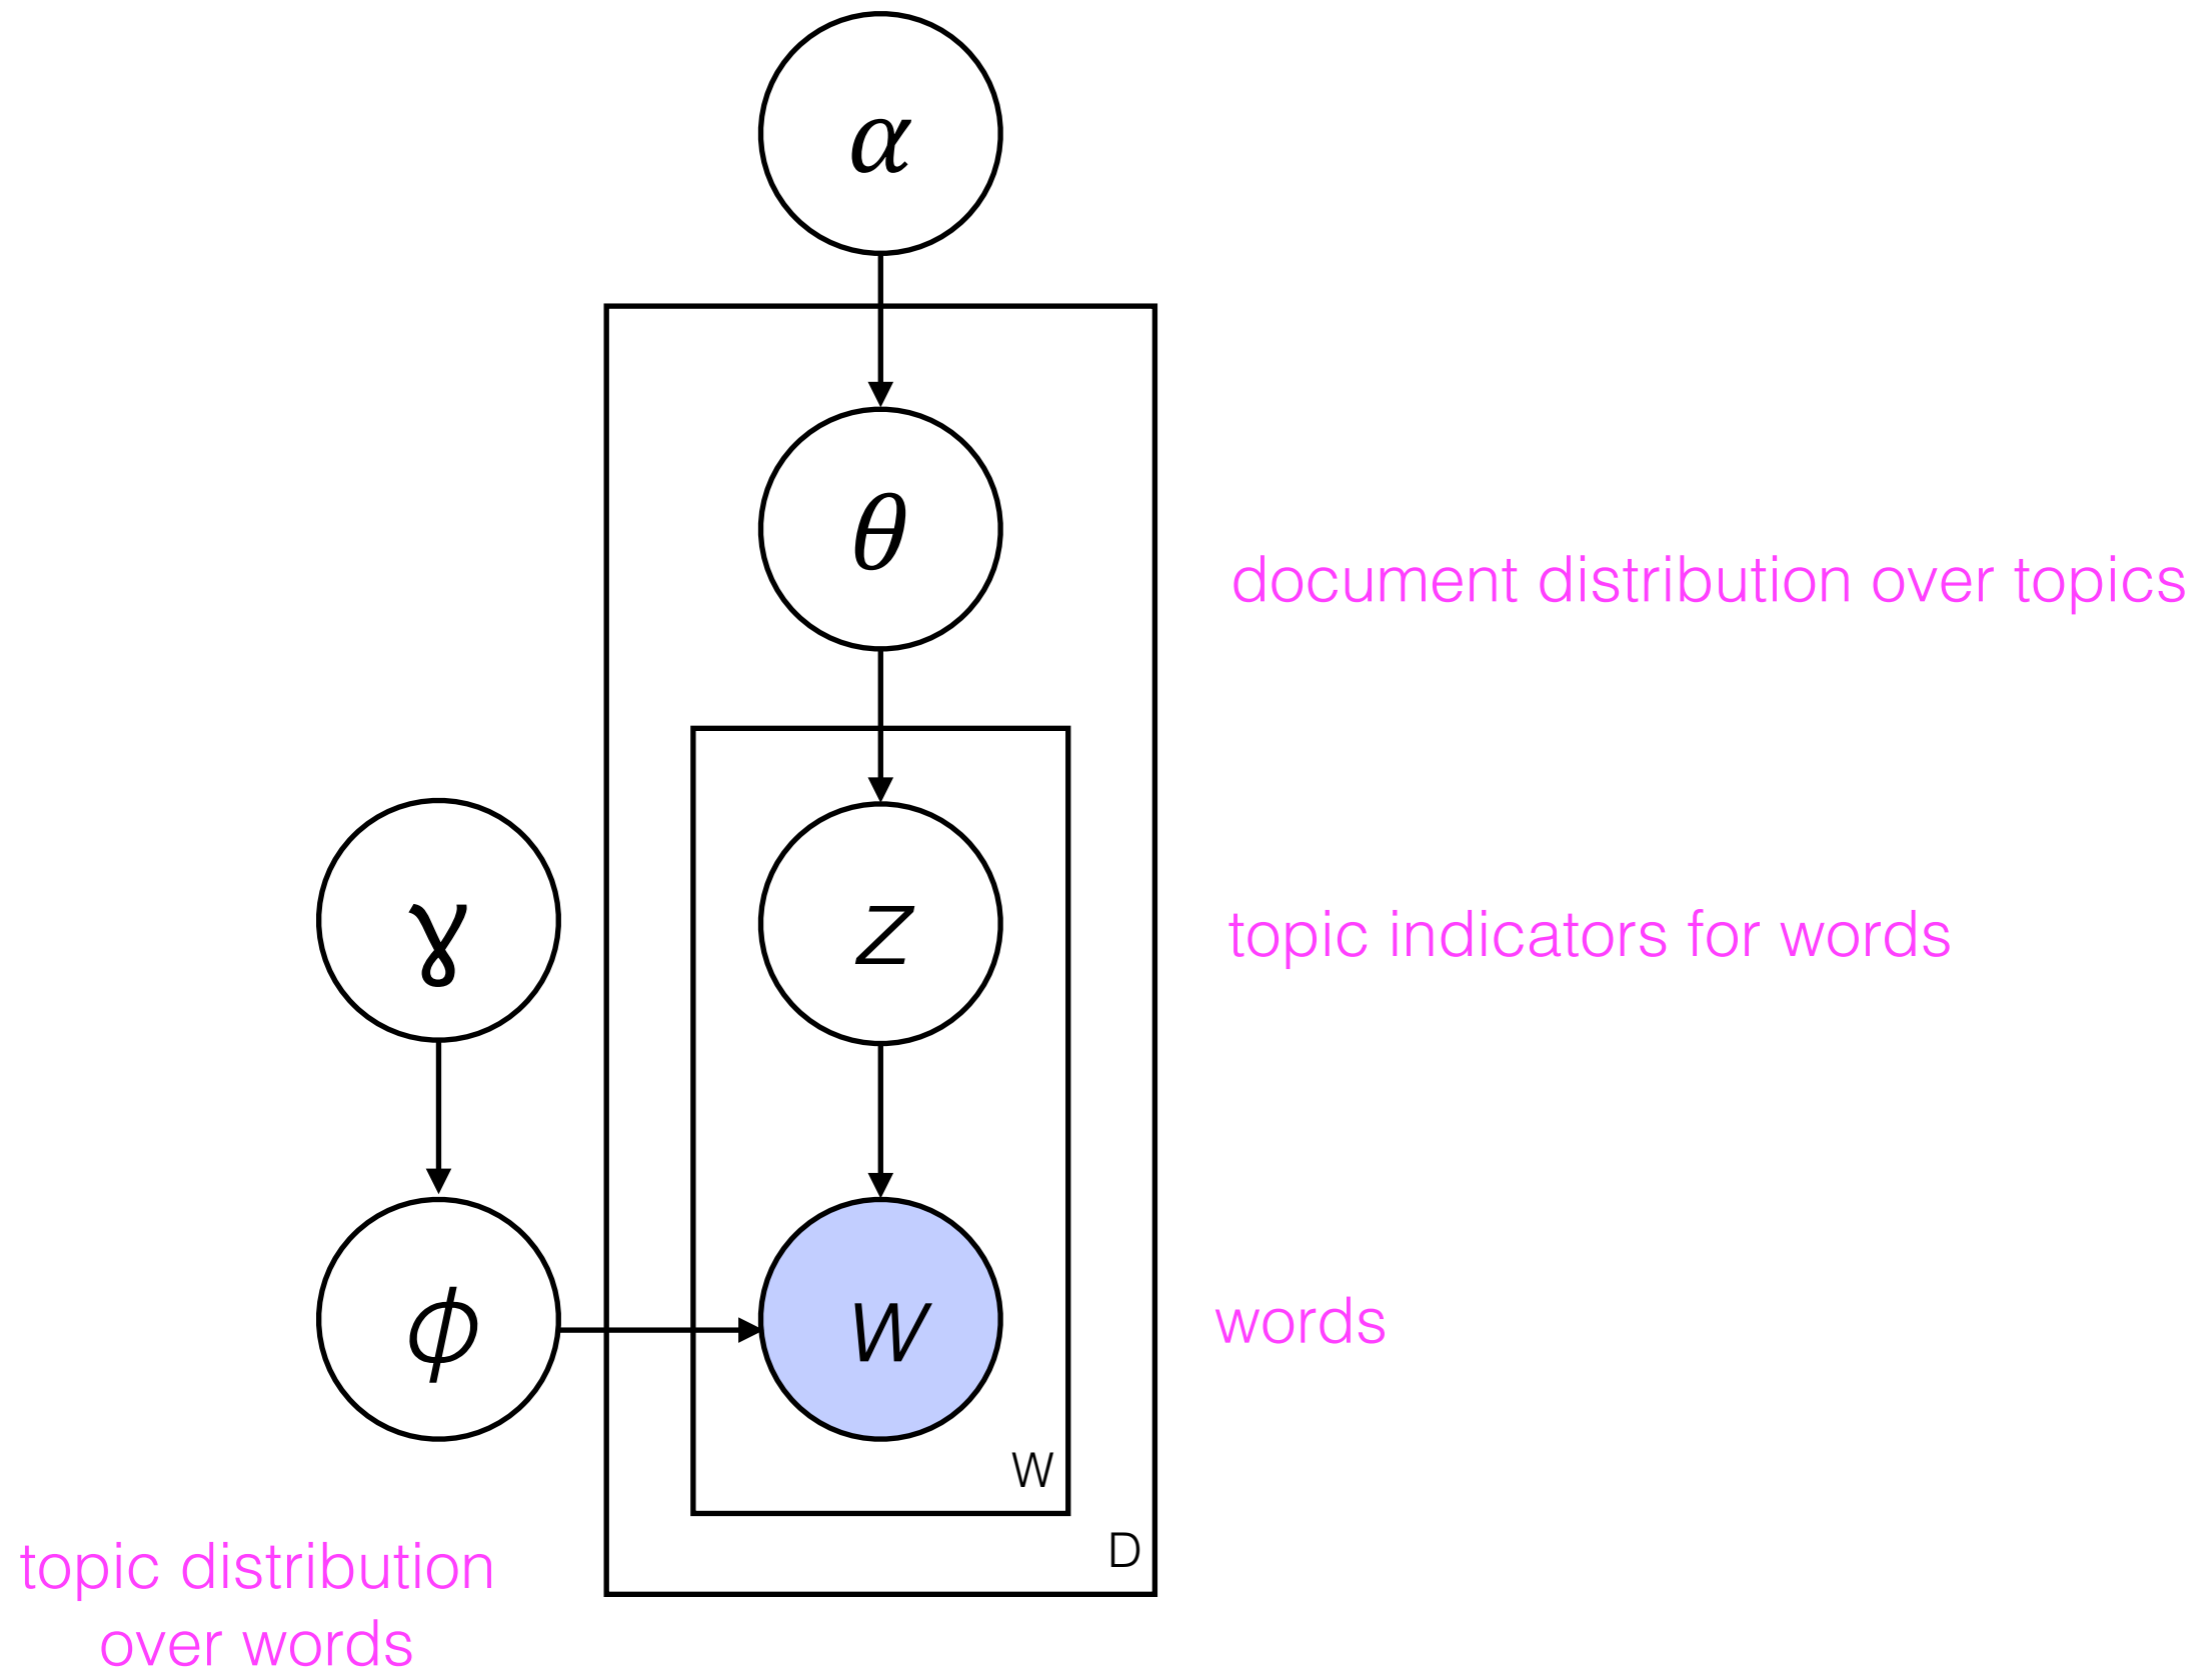 α
θ
document distribution over topics
ɣ
z
topic indicators for words
ϕ
w
words
W
D
topic distribution
over words